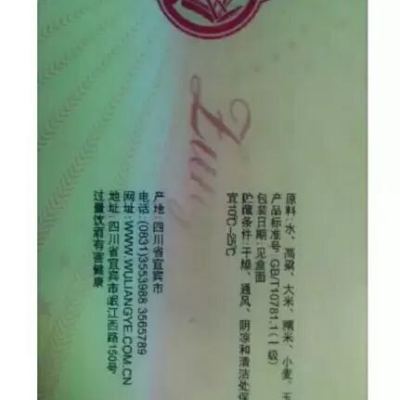 原料:水、高粱、大米、糯米、小麦、玉
产品标准号:GB/T10781.1(一级)
包装日期:见盒面
贮藏条件:干燥、通风、阴凉和清洁处保
宜10℃-25℃
产地:四川省宜宾市
电话:(0831)3553988 3565789
网址:WWW.WULIANGYE.COM.CN
地址:四川省宜宾市岷江西路150号
过量饮酒有害健康